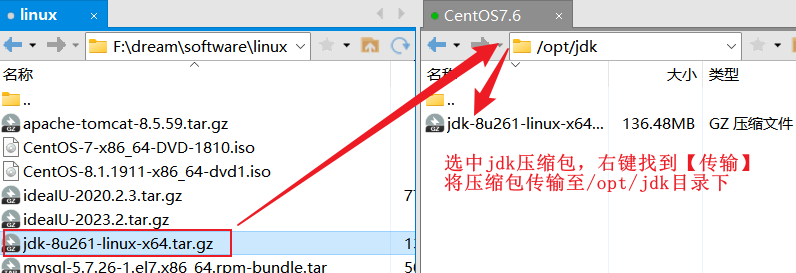 linux
F:\dream\software\linux
名称
..
apache-tomcat-8.5.59.tar.gz
CentOS-7-x86_64-DVD-1810.iso
CentOS-8.1.1911-x86_64-dvd1.iso
ideaIU-2020.2.3.tar.gz
77
ideaIU-2023.2.tar.gz
jdk-8u261-linux-x64.tar.gz
13
mysql-5.7.26-1.el7.x86_64.rpm-bundle.tar
50
CentOS7.6
/opt/jdk
名称
大小
类型
..
jdk-8u261-linux-x64...
136.48MB
GZ 压缩文件
选中jdk压缩包，右键找到【传输】
将压缩包传输至/opt/jdk目录下